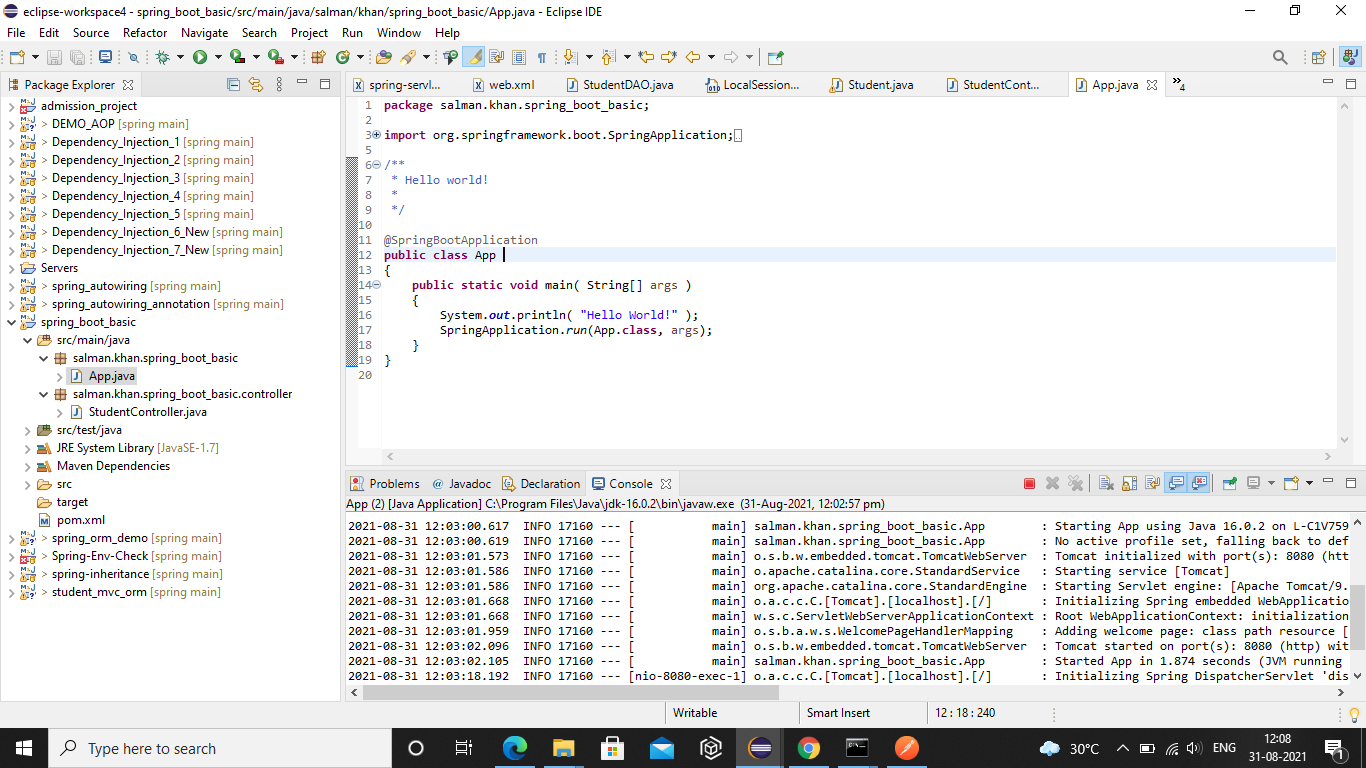 eclipse-workspace4 - spring_boot_basic/src/main/java/salman/khan/spring_boot_basic/App.java - Eclipse IDE
File Edit Source Refactor Navigate Search Project Run Window Help
Package Explorer
admission_project
> DEMO_AOP [spring main]
> Dependency_Injection_1 [spring main]
> Dependency_Injection_2 [spring main]
> Dependency_Injection_3 [spring main]
> Dependency_Injection_4 [spring main]
> Dependency_Injection_5 [spring main]
> Dependency_Injection_6_New [spring main]
> Dependency_Injection_7_New [spring main]
Servers
> spring_autowiring [spring main]
> spring_autowiring_annotation [spring main]
spring_boot_basic
src/main/java
salman.khan.spring_boot_basic
App.java
salman.khan.spring_boot_basic.controller
StudentController.java
src/test/java
JRE System Library [JavaSE-1.7]
Maven Dependencies
src
target
pom.xml
> spring_orm_demo [spring main]
> Spring-Env-Check [spring main]
> spring-inheritance [spring main]
> student_mvc_orm [spring main]
spring-servl... web.xml StudentDAO.java LocalSession... Student.java StudentCont... App.java »4
1 package salman.khan.spring_boot_basic;
2
3 import org.springframework.boot.SpringApplication;
5
6 /**
7 * Hello world!
8 *
9 */
10
11 @SpringBootApplication
12 public class App
13 {
14 public static void main( String[] args )
15 {
16 System.out.println( "Hello World!" );
17 SpringApplication.run(App.class, args);
18 }
19 }
20
Problems @ Javadoc Declaration Console
App (2) [Java Application] C:\Program Files\Java\jdk-16.0.2\bin\javaw.exe (31-Aug-2021, 12:02:57 pm)
2021-08-31 12:03:00.617 INFO 17160 --- [ main] salman.khan.spring_boot_basic.App : Starting App using Java 16.0.2 on L-C1V759
2021-08-31 12:03:00.619 INFO 17160 --- [ main] salman.khan.spring_boot_basic.App : No active profile set, falling back to def
2021-08-31 12:03:01.573 INFO 17160 --- [ main] o.s.b.w.embedded.tomcat.TomcatWebServer : Tomcat initialized with port(s): 8080 (htt
2021-08-31 12:03:01.586 INFO 17160 --- [ main] o.apache.catalina.core.StandardService : Starting service [Tomcat]
2021-08-31 12:03:01.586 INFO 17160 --- [ main] org.apache.catalina.core.StandardEngine : Starting Servlet engine: [Apache Tomcat/9.
2021-08-31 12:03:01.668 INFO 17160 --- [ main] o.a.c.c.C.[Tomcat].[localhost].[/] : Initializing Spring embedded WebApplicatio
2021-08-31 12:03:01.668 INFO 17160 --- [ main] w.s.c.ServletWebServerApplicationContext : Root WebApplicationContext: initialization
2021-08-31 12:03:01.959 INFO 17160 --- [ main] o.s.b.a.w.s.WelcomePageHandlerMapping : Adding welcome page: class path resource [
2021-08-31 12:03:02.096 INFO 17160 --- [ main] o.s.b.w.embedded.tomcat.TomcatWebServer : Tomcat started on port(s): 8080 (http) wit
2021-08-31 12:03:02.105 INFO 17160 --- [ main] salman.khan.spring_boot_basic.App : Started App in 1.874 seconds (JVM running
2021-08-31 12:03:18.192 INFO 17160 --- [nio-8080-exec-1] o.a.c.c.C.[Tomcat].[localhost].[/] : Initializing Spring DispatcherServlet 'dis
Writable Smart Insert 12 : 18 : 240
Type here to search
30°C ENG 12:08
31-08-2021 1